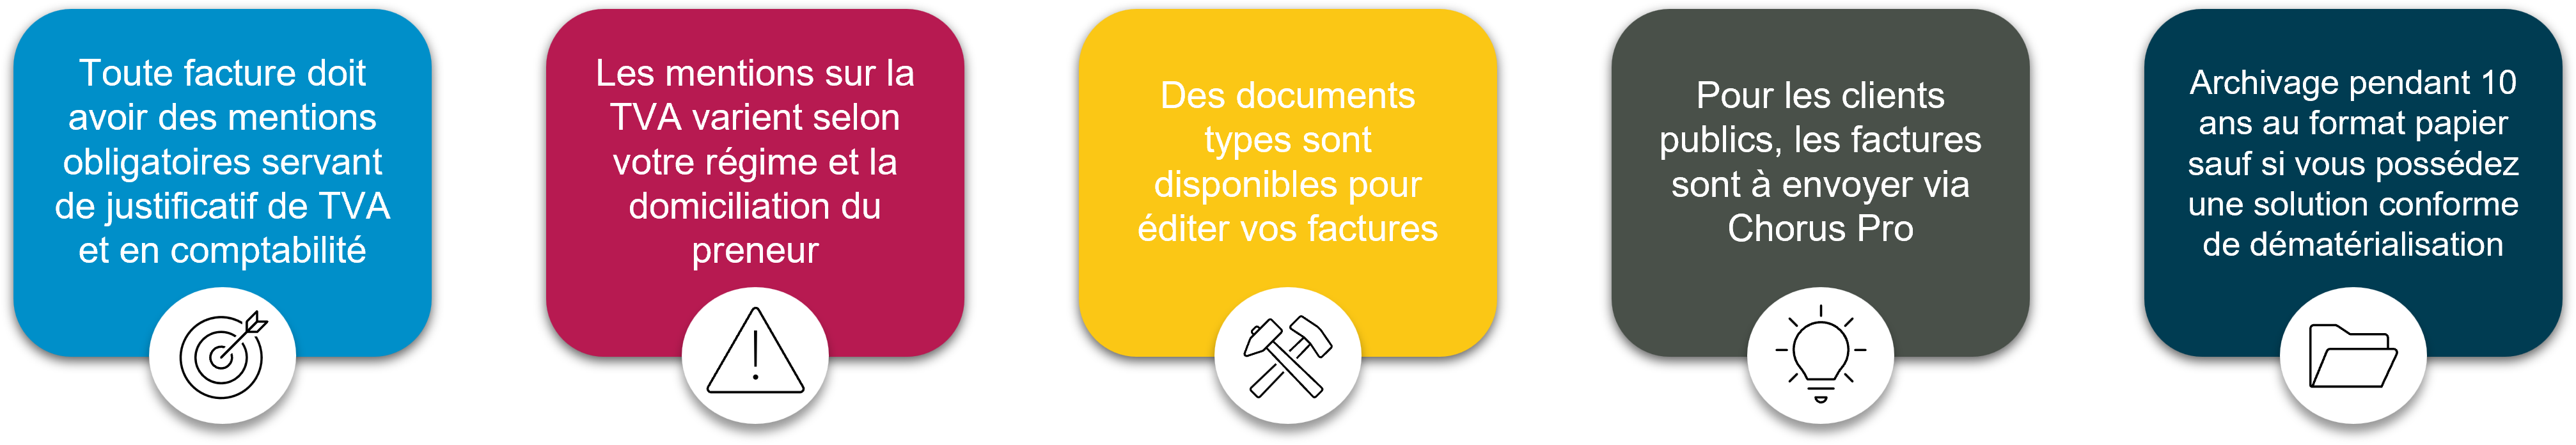 Toute facture doit
avoir des mentions
obligatoires servant
de justificatif de TVA
et en comptabilité
Les mentions sur la
TVA varient selon
votre régime et la
domiciliation du
preneur
Des documents
types sont
disponibles pour
éditer vos factures
Pour les clients
publics, les factures
sont à envoyer via
Chorus Pro
Archivage pendant 10
ans au format papier
sauf si vous possédez
une solution conforme
de dématérialisation